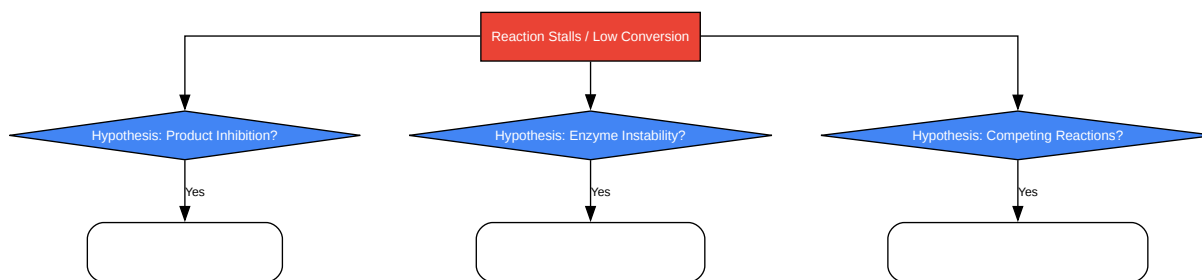 Reaction Stalls / Low Conversion
Hypothesis: Product Inhibition?
Hypothesis: Enzyme Instability?
Hypothesis: Competing Reactions?
Yes
Yes
Yes